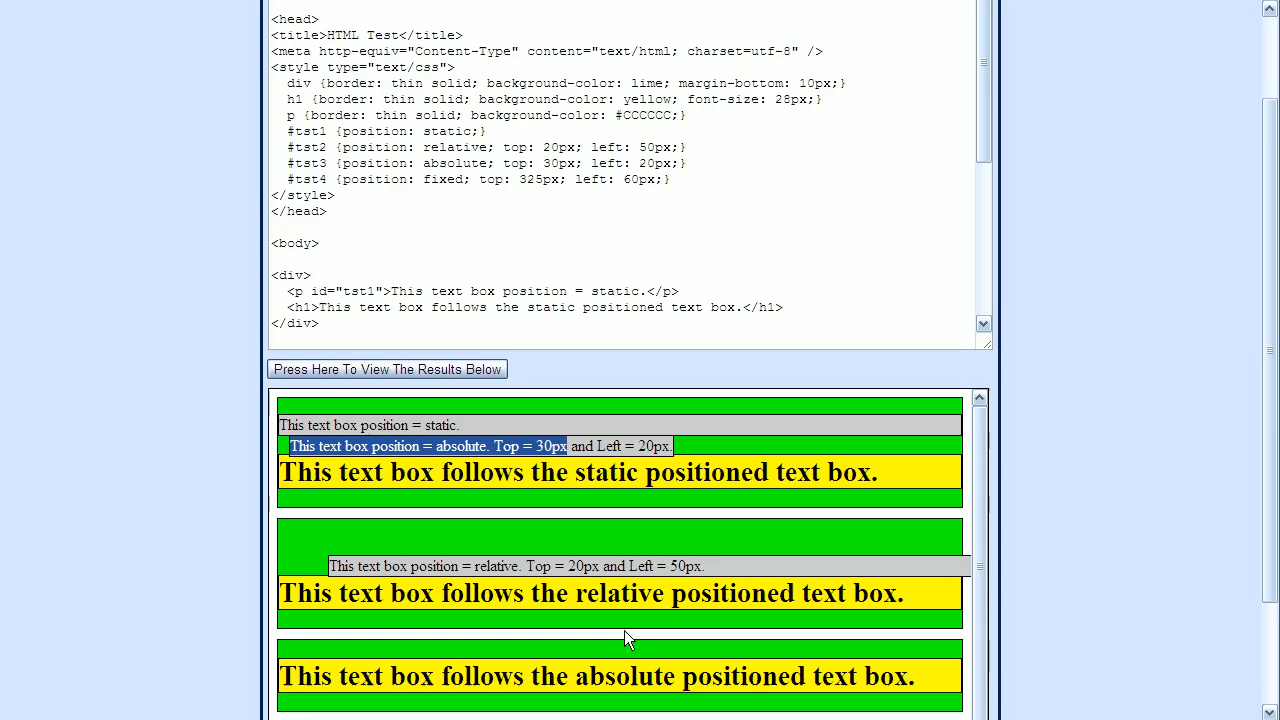 <head>
<title>HTML Test</title>
<meta http-equiv="Content-Type" content="text/html; charset=utf-8" />
<style type="text/css">
div {border: thin solid; background-color: lime; margin-bottom: 10px;}
h1 {border: thin solid; background-color: yellow; font-size: 28px;}
p {border: thin solid; background-color: #CCCCCC;}
#tst1 {position: static;}
#tst2 {position: relative; top: 20px; left: 50px;}
#tst3 {position: absolute; top: 30px; left: 20px;}
#tst4 {position: fixed; top: 325px; left: 60px;}
</style>
</head>
<body>
<div>
<p id="tst1">This text box position = static.</p>
<h1>This text box follows the static positioned text box.</h1>
</div>
Press Here To View The Results Below
This text box position = static.
This text box position = absolute. Top = 30px and Left = 20px.
This text box follows the static positioned text box.
This text box position = relative. Top = 20px and Left = 50px.
This text box follows the relative positioned text box.
This text box follows the absolute positioned text box.